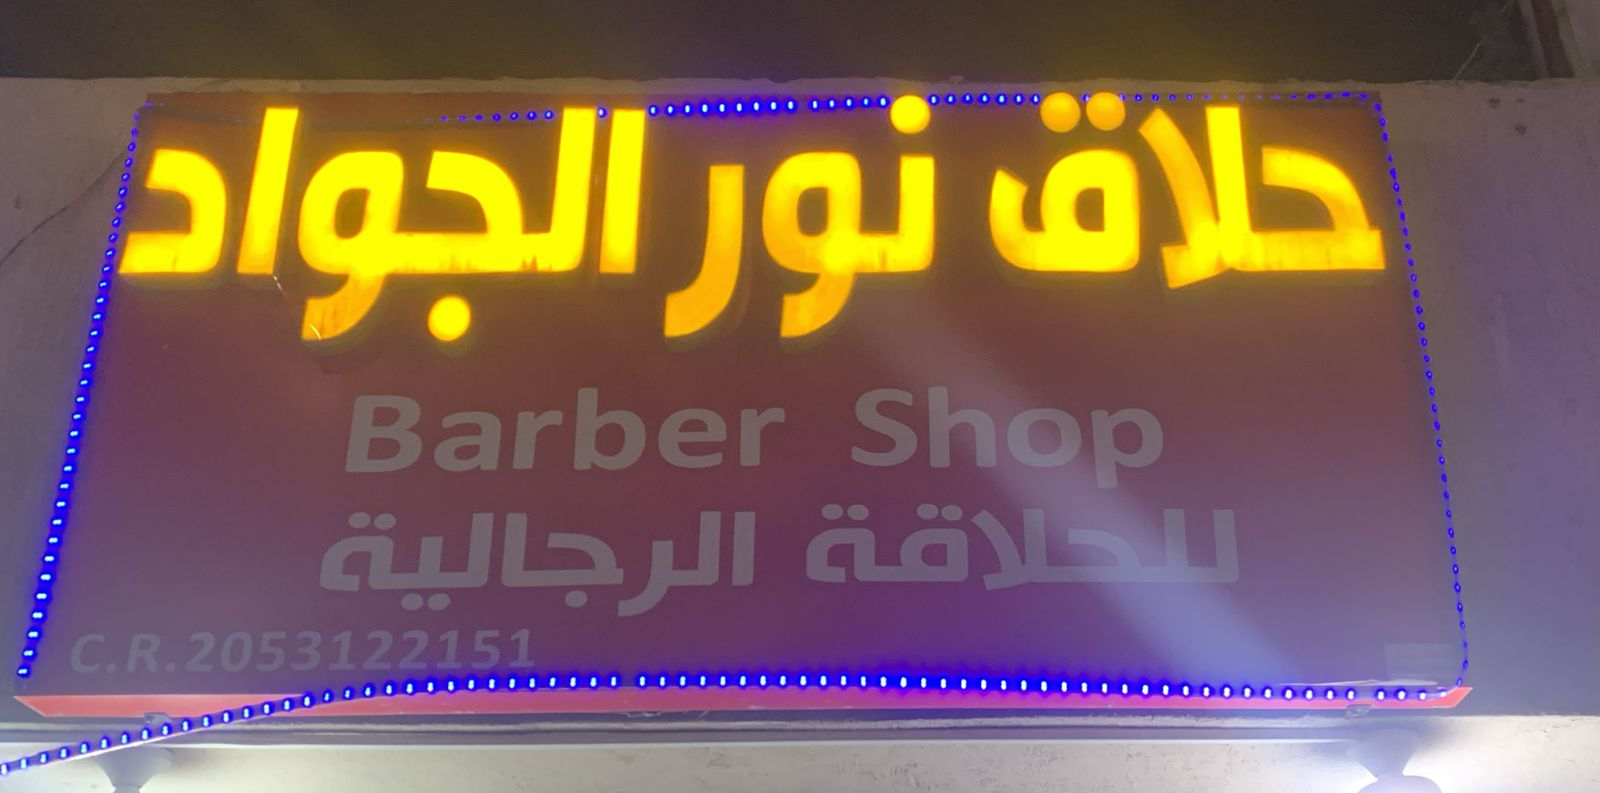 حلاق نور الجواد
Barber Shop
للحلاقة الرجالية
C.R.2053122151